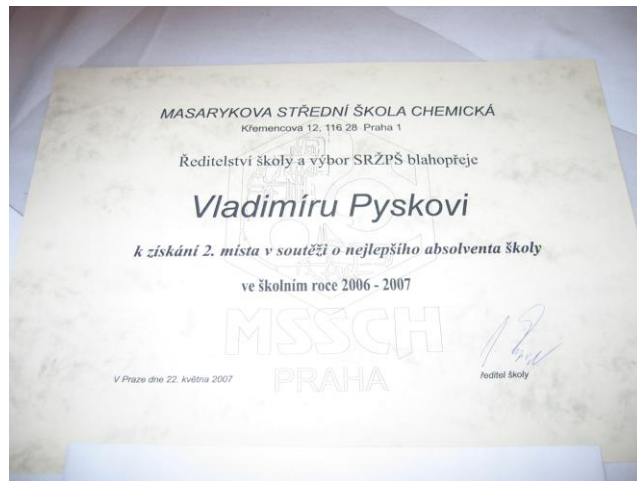 MASARYKOVA STŘEDNÍ ŠKOLA CHEMICKÁ
Křemencova 12, 116 28 Praha 1
Ředitelství školy a výbor SRŽPŠ blahopřeje
Vladimíru Pyskovi
k získání 2. místa v soutěži o nejlepšího absolventa školy
ve školním roce 2006 - 2007
MSŠCH
PRAHA
V Praze dne 22. května 2007
ředitel školy